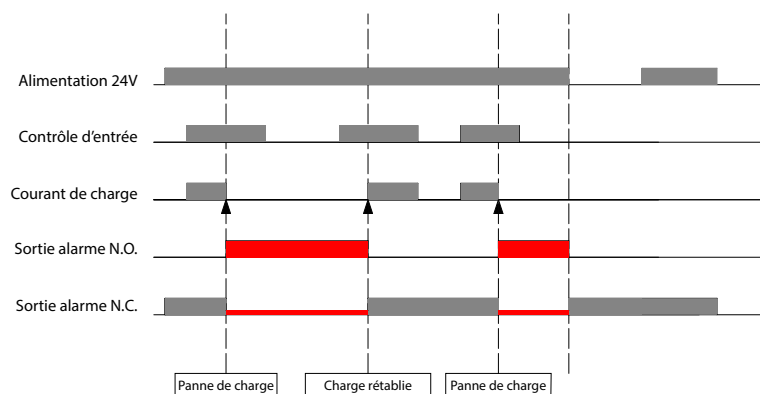 Alimentation 24V
Contrôle d'entrée
Courant de charge
Sortie alarme N.O.
Sortie alarme N.C.
Panne de charge
Charge rétablie
Panne de charge